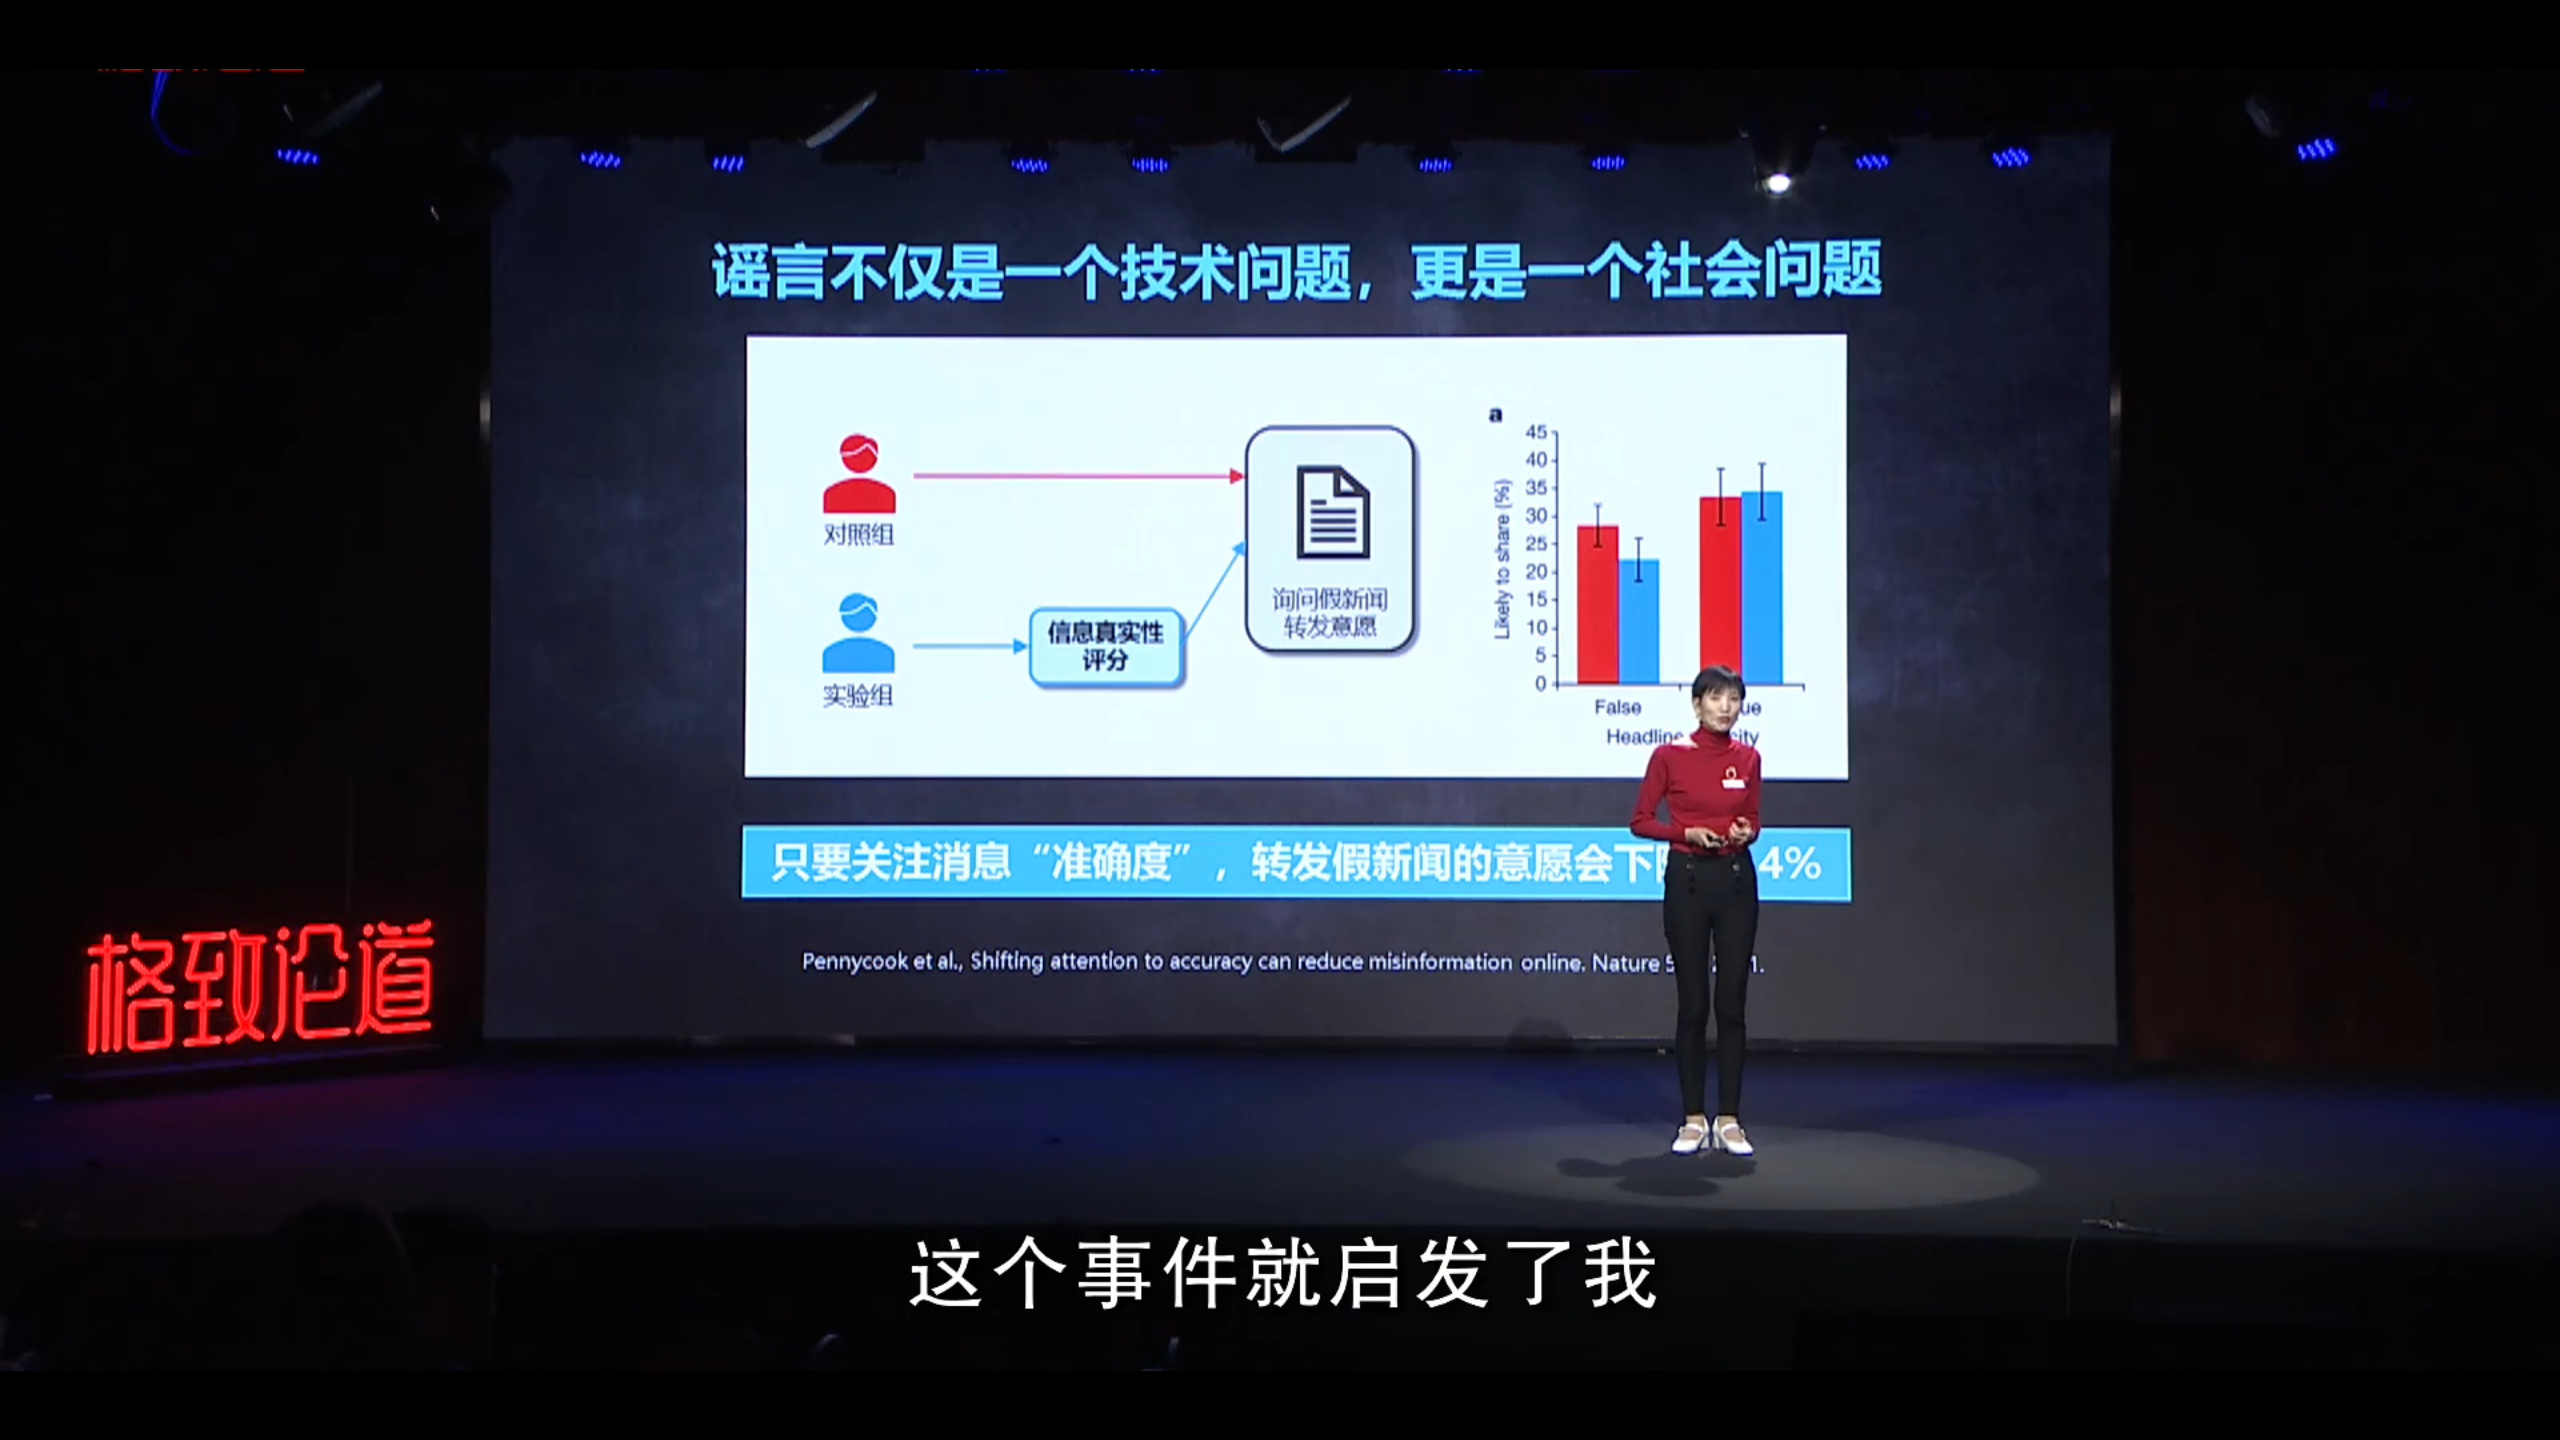 谣言不仅是一个技术问题，更是一个社会问题
对照组
实验组
信息真实性
评分
询问假新闻
转发意愿
a
Likely to share (%)
45
40
35
30
25
20
15
10
5
0
False
ue
Headline
city
只要关注消息“准确度”，转发假新闻的意愿会下 4%
Pennycook et al., Shifting attention to accuracy can reduce misinformation online. Nature 5 1.
格致论道
这个事件就启发了我